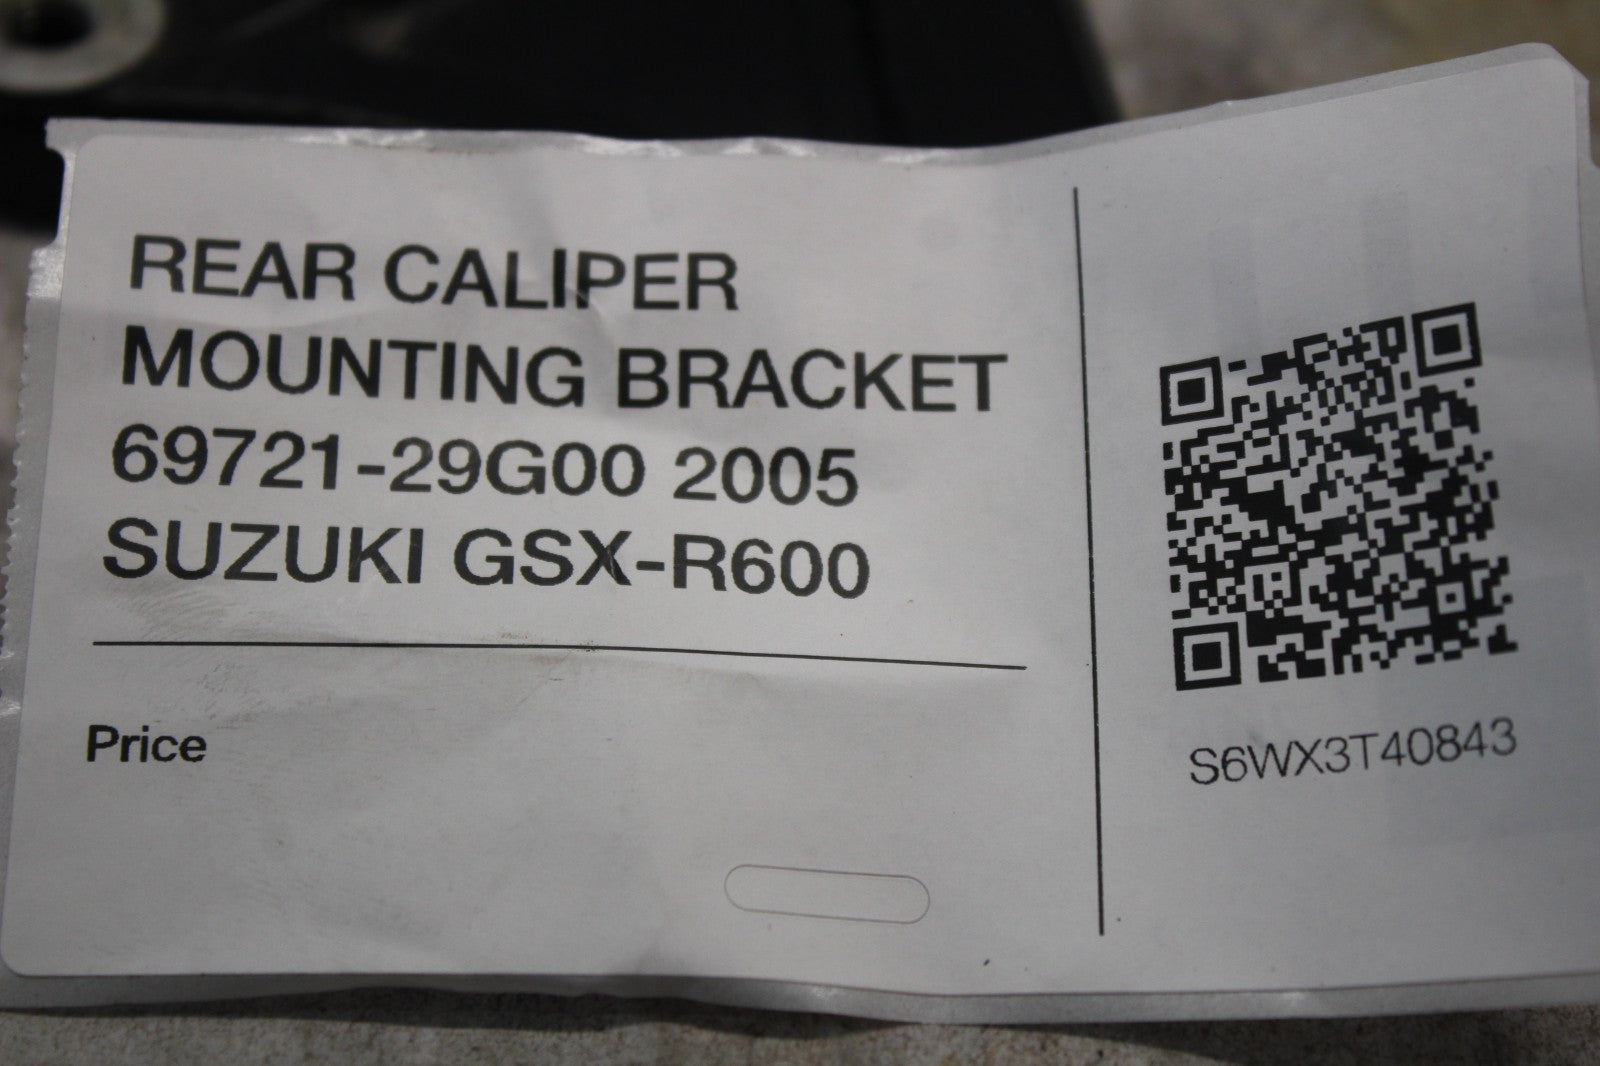 REAR CALIPER
MOUNTING BRACKET
69721-29G00 2005
SUZUKI GSX-R600
Price
S6WX3T40843